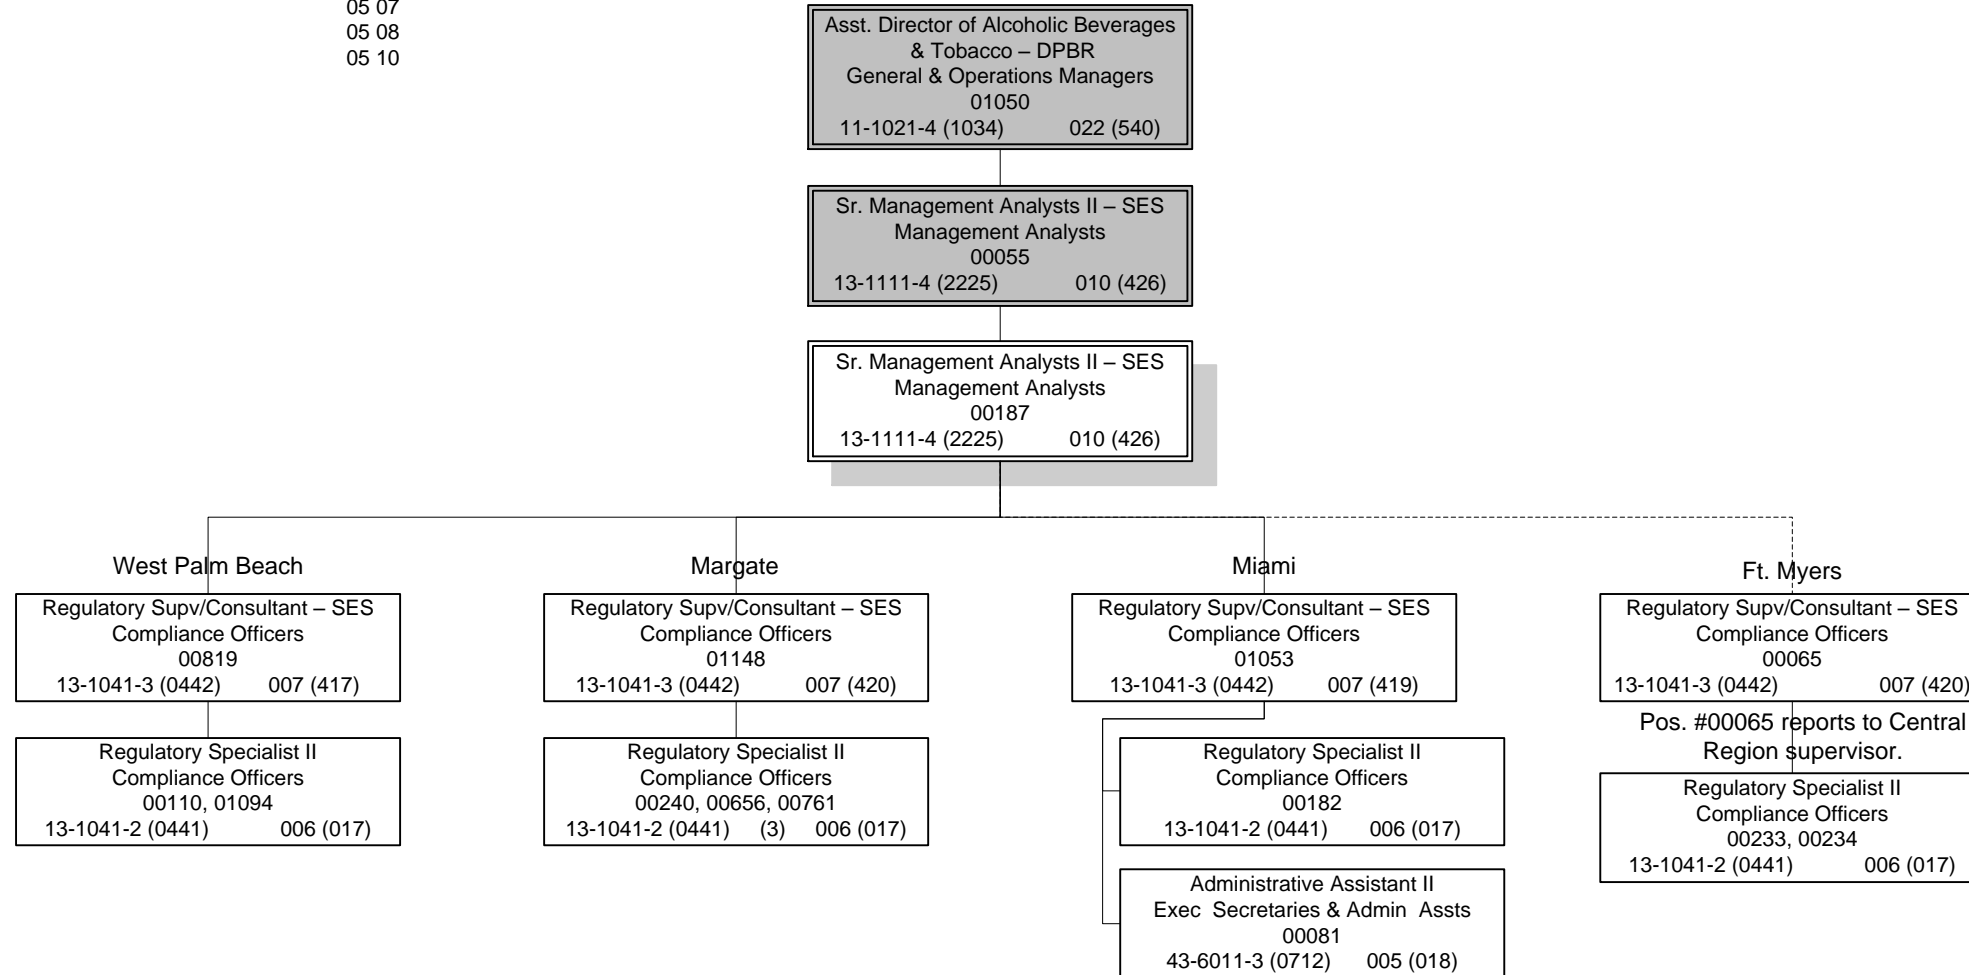 05 07
05 08
05 10
Asst. Director of Alcoholic Beverages
& Tobacco – DPBR
General & Operations Managers
01050
11-1021-4 (1034) 022 (540)
Sr. Management Analysts II – SES
Management Analysts
00055
13-1111-4 (2225) 010 (426)
Sr. Management Analysts II – SES
Management Analysts
00187
13-1111-4 (2225) 010 (426)
West Palm Beach
Regulatory Supv/Consultant – SES
Compliance Officers
00819
13-1041-3 (0442) 007 (417)
Regulatory Specialist II
Compliance Officers
00110, 01094
13-1041-2 (0441) 006 (017)
Margate
Regulatory Supv/Consultant – SES
Compliance Officers
01148
13-1041-3 (0442) 007 (420)
Regulatory Specialist II
Compliance Officers
00240, 00656, 00761
13-1041-2 (0441) (3) 006 (017)
Miami
Regulatory Supv/Consultant – SES
Compliance Officers
01053
13-1041-3 (0442) 007 (419)
Regulatory Specialist II
Compliance Officers
00182
13-1041-2 (0441) 006 (017)
Administrative Assistant II
Exec Secretaries & Admin Assts
00081
43-6011-3 (0712) 005 (018)
Ft. Myers
Regulatory Supv/Consultant – SES
Compliance Officers
00065
13-1041-3 (0442) 007 (420)
Pos. #00065 reports to Central
Region supervisor.
Regulatory Specialist II
Compliance Officers
00233, 00234
13-1041-2 (0441) 006 (017)